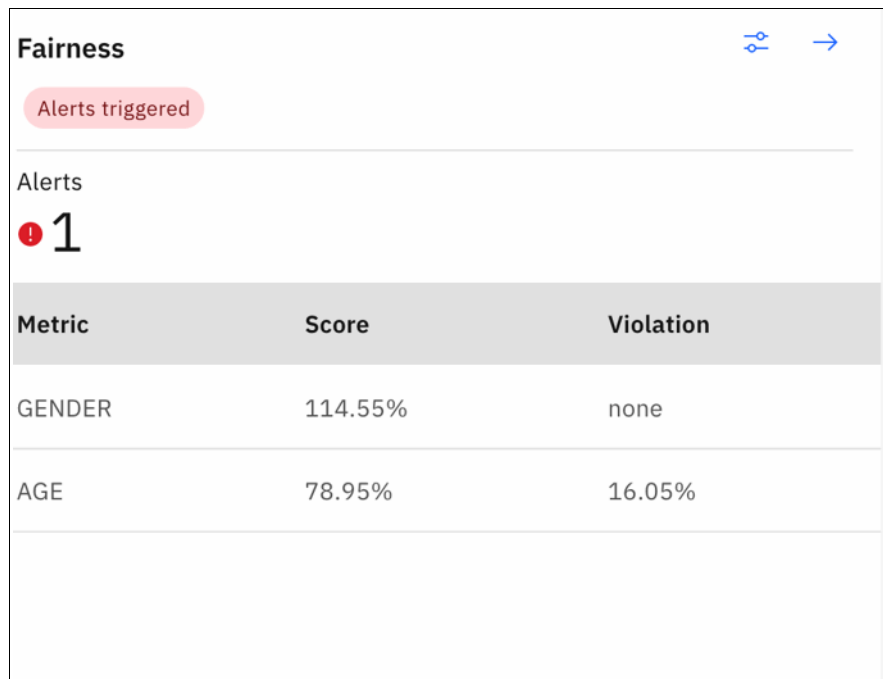 Fairness
Alerts triggered
Alerts
1
Metric Score Violation
GENDER 114.55% none
AGE 78.95% 16.05%